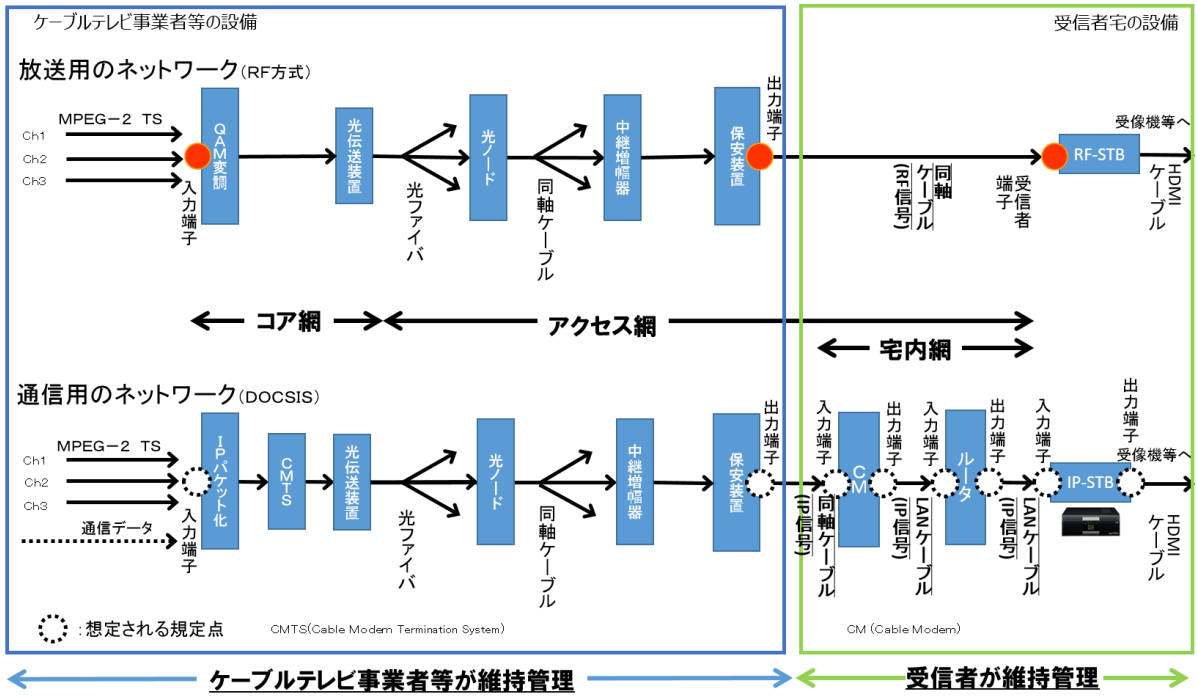 ケーブルテレビ事業者等の設備
受信者宅の設備
放送用のネットワーク(RF方式)
MPEG－2 TS
Ch1
Ch2
Ch3
入力端子
QAM変調
光伝送装置
光ファイバ
光ノード
同軸ケーブル
中継増幅器
保安装置
出力端子
同軸
ケーブル
(RF信号)
受信者
端子
RF-STB
受像機等へ
HDMI
ケーブル
コア網
アクセス網
宅内網
通信用のネットワーク(DOCSIS)
MPEG－2 TS
Ch1
Ch2
Ch3
通信データ
入力端子
IPパケット化
CMTS
光伝送装置
光ファイバ
光ノード
同軸ケーブル
中継増幅器
保安装置
出力端子
同軸ケーブル
(IP信号)
入力端子
CM
出力端子
LANケーブル
(IP信号)
入力端子
ルータ
出力端子
LANケーブル
(IP信号)
入力端子
IP-STB
出力端子
受像機等へ
HDMI
ケーブル
：想定される規定点
CMTS(Cable Modem Termination System)
CM (Cable Modem)
ケーブルテレビ事業者等が維持管理
受信者が維持管理